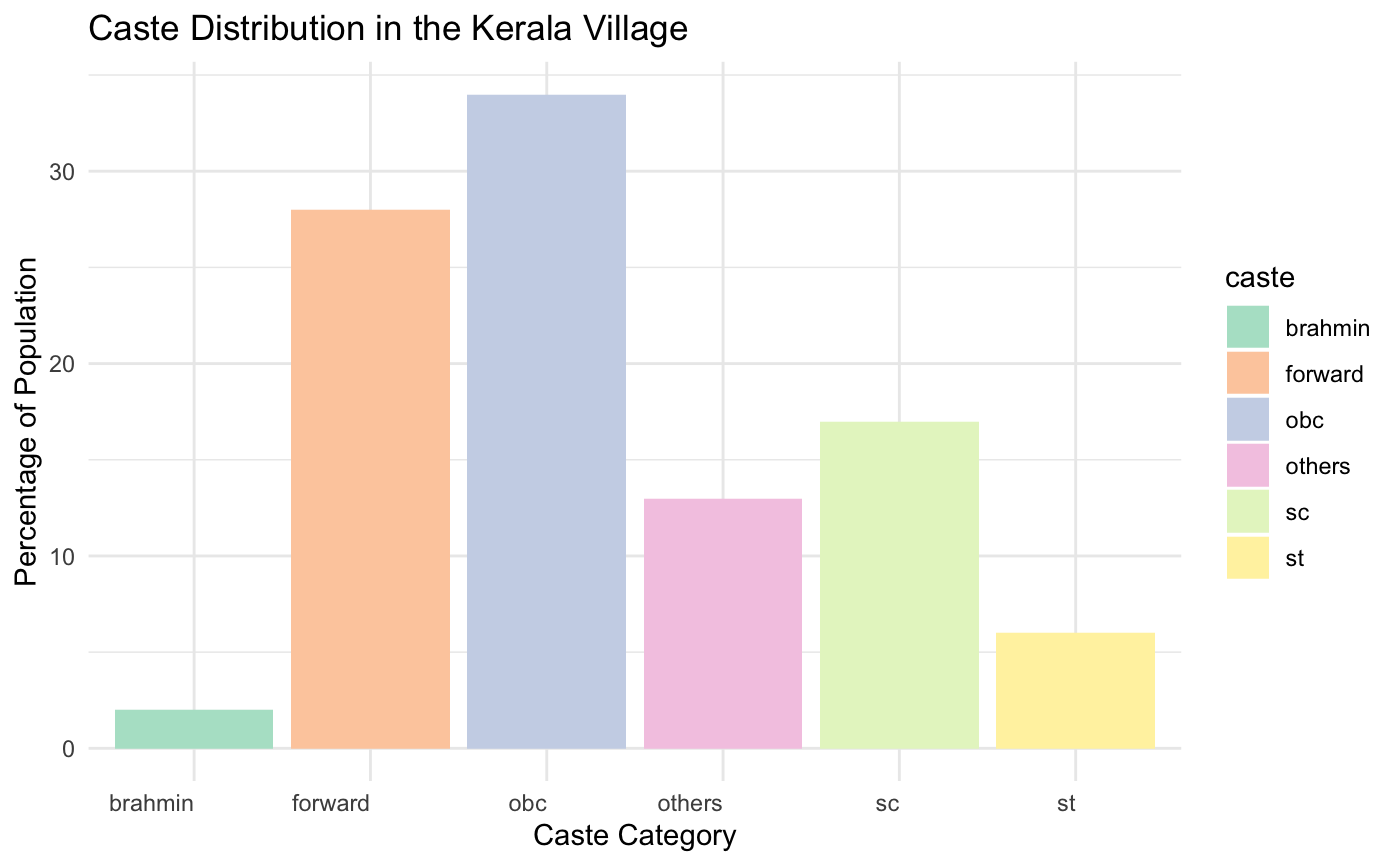 Caste Distribution in the Kerala Village
Percentage of Population
30
20
10
0
brahmin forward obc others sc st
Caste Category
caste
brahmin
forward
obc
others
sc
st